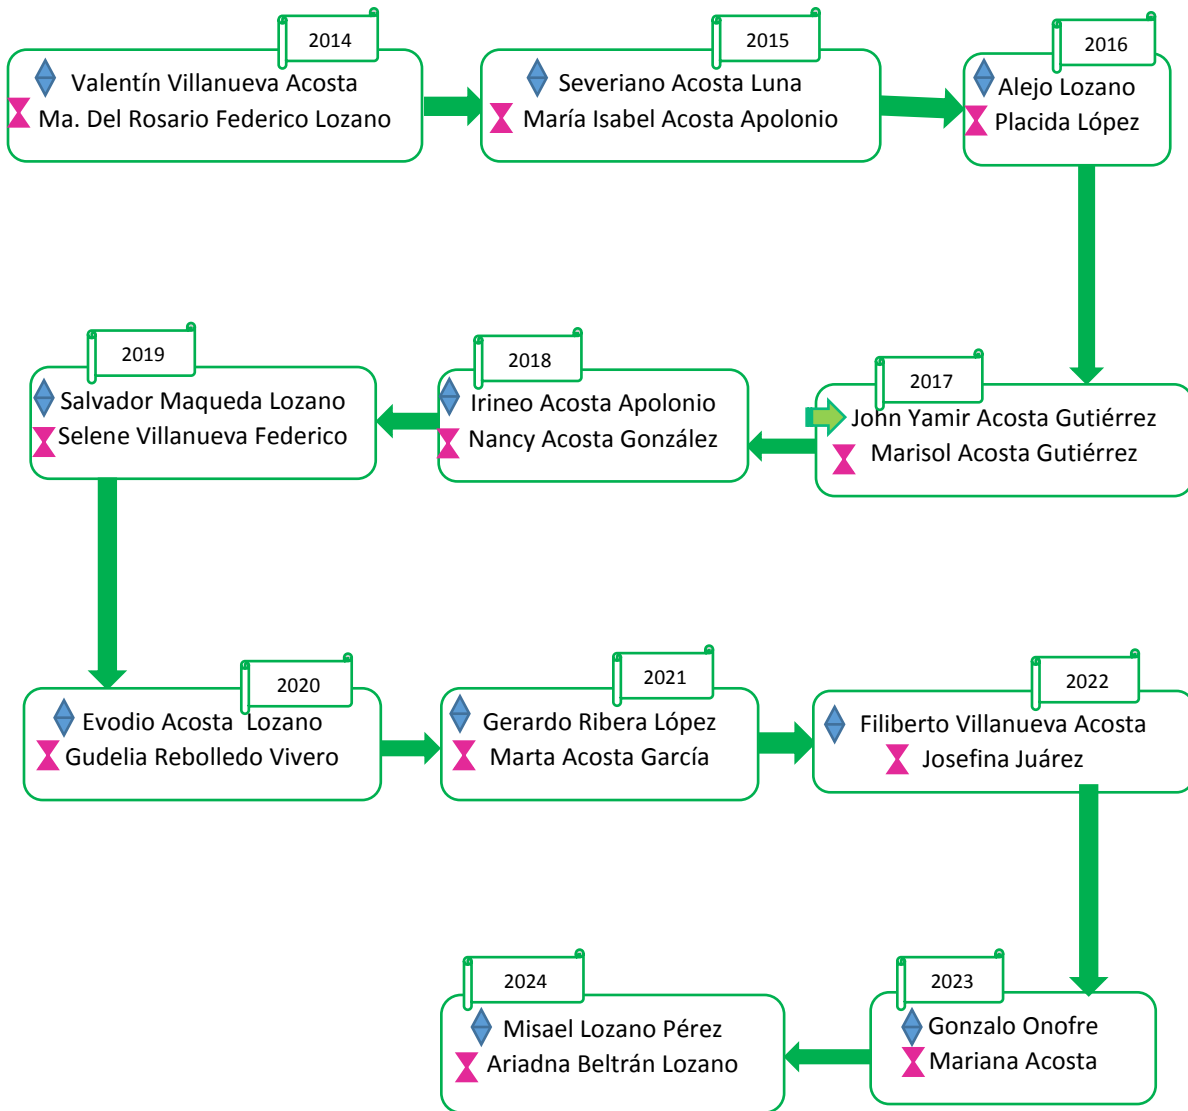 2014
Valentín Villanueva Acosta
Ma. Del Rosario Federico Lozano
2015
Severiano Acosta Luna
María Isabel Acosta Apolonio
2016
Alejo Lozano
Placida López
2017
John Yamir Acosta Gutiérrez
Marisol Acosta Gutiérrez
2018
Irineo Acosta Apolonio
Nancy Acosta González
2019
Salvador Maqueda Lozano
Selene Villanueva Federico
2020
Evodio Acosta Lozano
Gudelia Rebolledo Vivero
2021
Gerardo Ribera López
Marta Acosta García
2022
Filiberto Villanueva Acosta
Josefina Juárez
2023
Gonzalo Onofre
Mariana Acosta
2024
Misael Lozano Pérez
Ariadna Beltrán Lozano